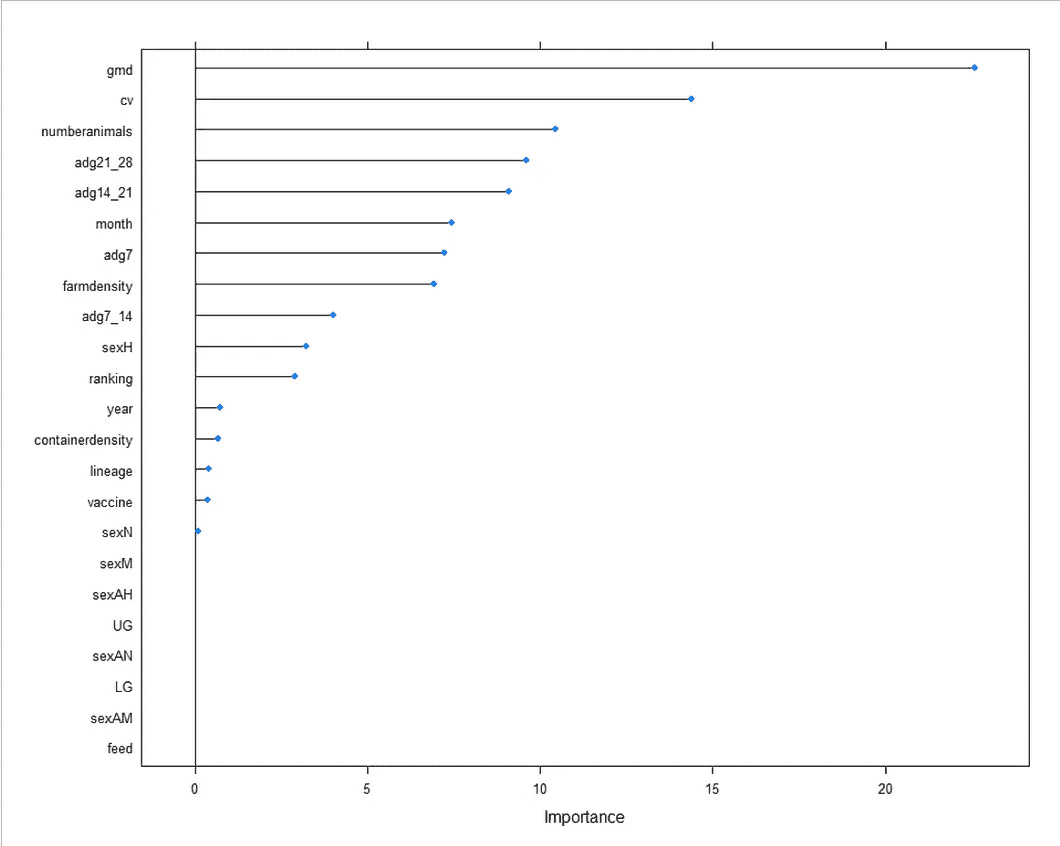 gmd
cv
numberanimals
adg21_28
adg14_21
month
adg7
farmdensity
adg7_14
sexH
ranking
year
containerdensity
lineage
vaccine
sexN
sexM
sexAH
UG
sexAN
LG
sexAM
feed
0 5 10 15 20
Importance